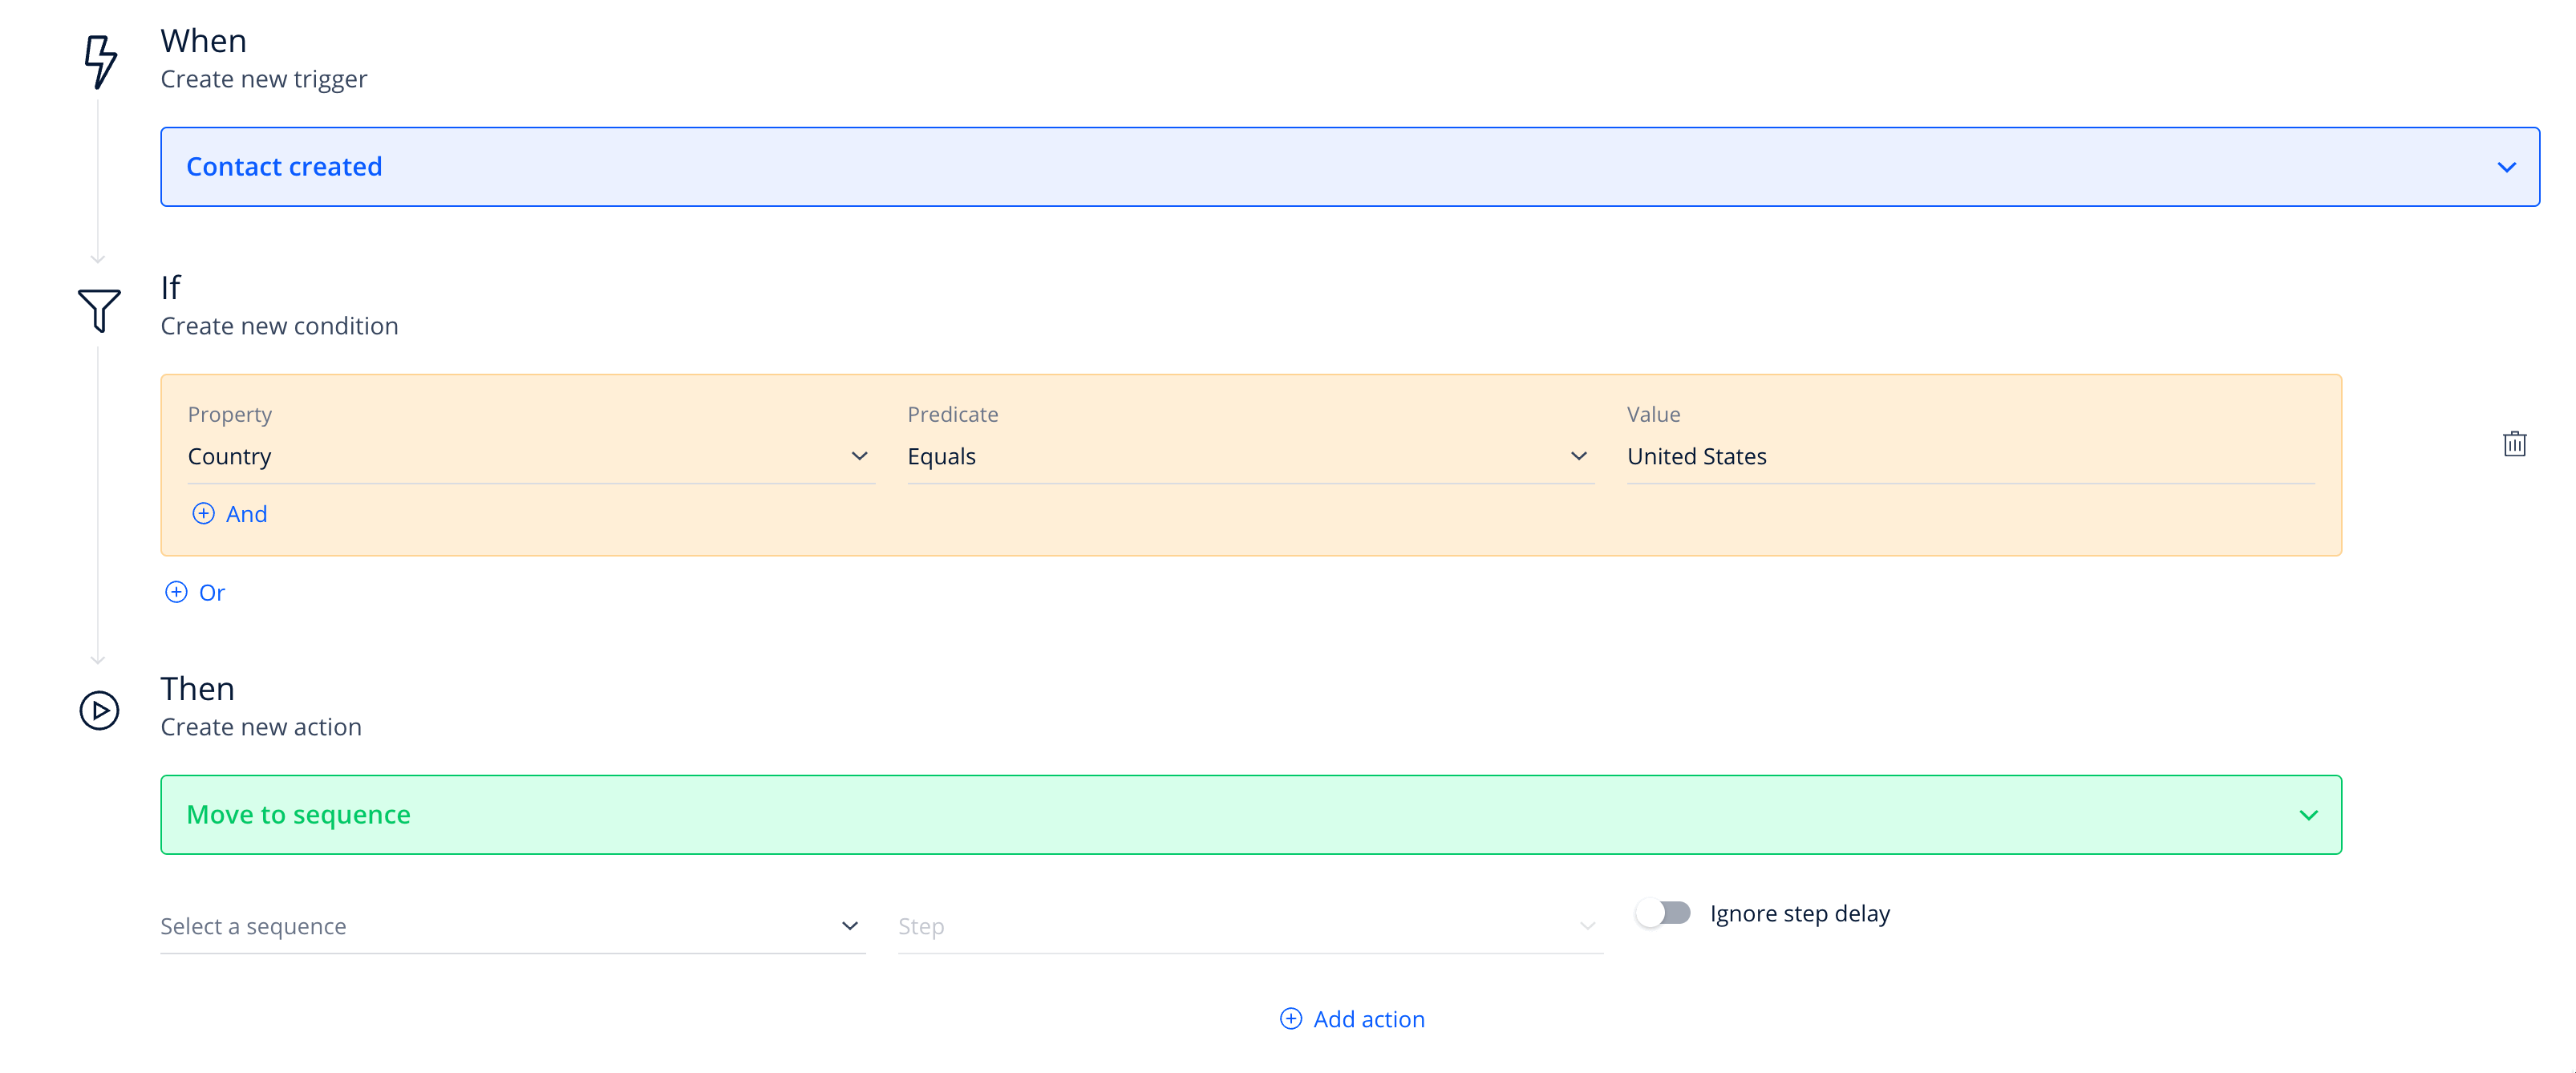 When
Create new trigger
Contact created
If
Create new condition
Property Predicate Value
Country Equals United States
And
Or
Then
Create new action
Move to sequence
Select a sequence Step Ignore step delay
Add action